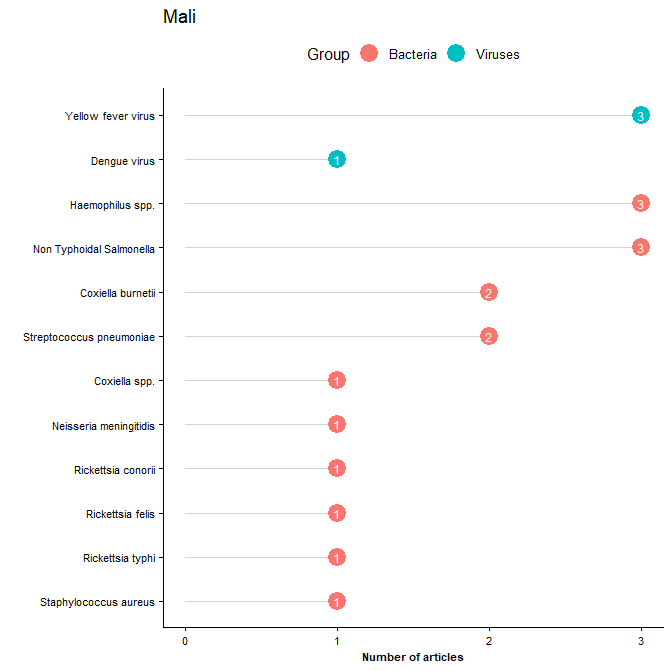 Mali
Group Bacteria Viruses
Yellow fever virus 3
Dengue virus 1
Haemophilus spp. 3
Non Typhoidal Salmonella 3
Coxiella burnetii 2
Streptococcus pneumoniae 2
Coxiella spp. 1
Neisseria meningitidis 1
Rickettsia conorii 1
Rickettsia felis 1
Rickettsia typhi 1
Staphylococcus aureus 1
0 1 2 3
Number of articles